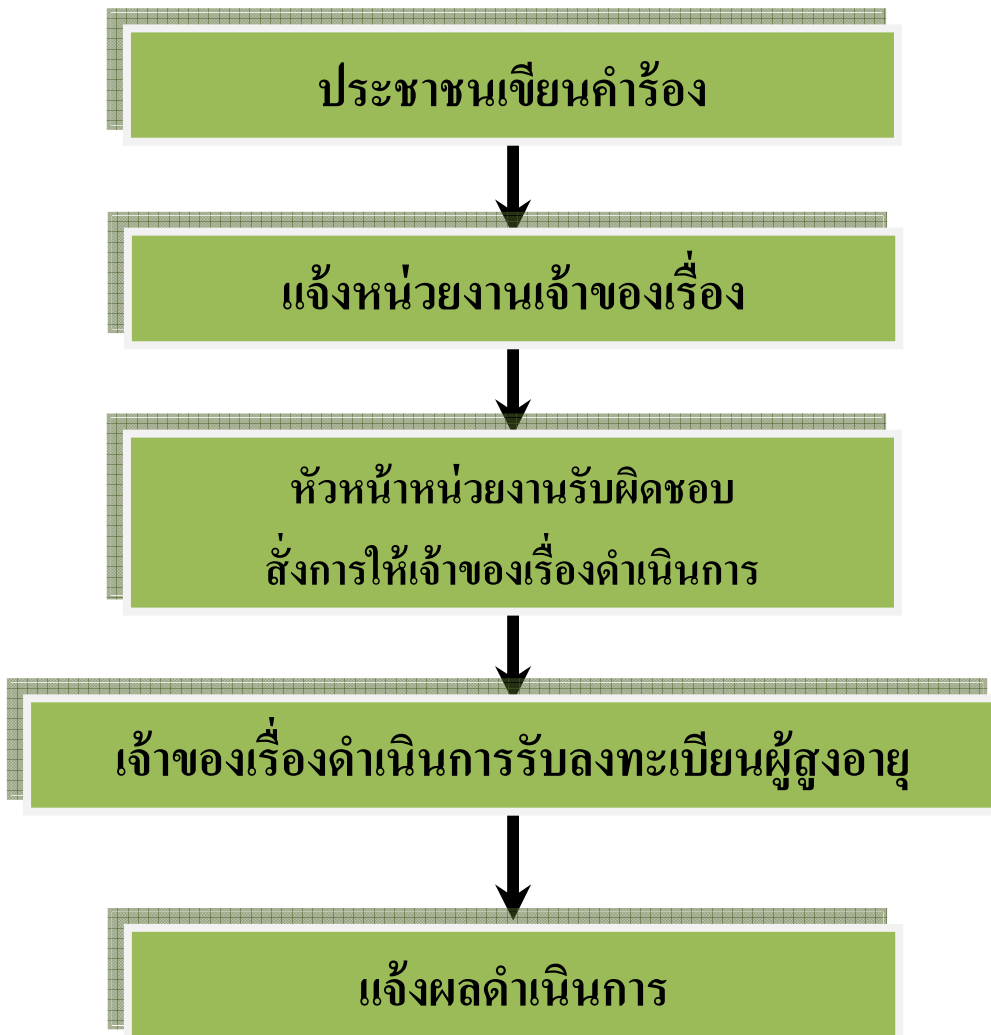 ประชาชนเขียนคำร้อง
แจ้งหน่วยงานเจ้าของเรื่อง
หัวหน้าหน่วยงานรับผิดชอบ
สั่งการให้เจ้าของเรื่องดำเนินการ
เจ้าของเรื่องดำเนินการรับลงทะเบียนผู้สูงอายุ
แจ้งผลดำเนินการ